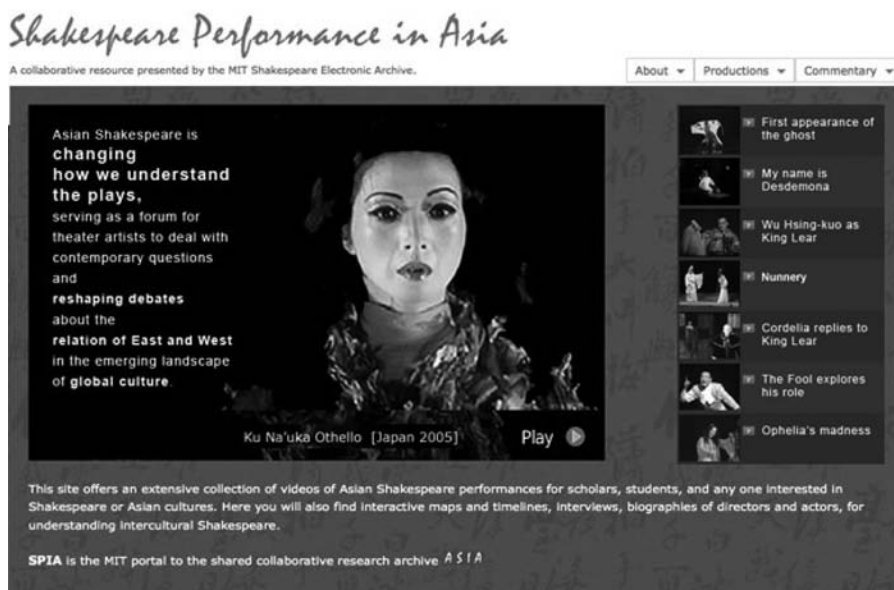 Shakespeare Performance in Asia
A collaborative resource presented by the MIT Shakespeare Electronic Archive.
About
Productions
Commentary
Asian Shakespeare is
changing
how we understand
the plays,
serving as a forum for
theater artists to deal with
contemporary questions
and
reshaping debates
about the
relation of East and West
in the emerging landscape
of global culture.
Ku Na'uka Othello [Japan 2005]
Play
First appearance of
the ghost
My name is
Desdemona
Wu Hsing-kuo as
King Lear
Nunnery
Cordelia replies to
King Lear
The Fool explores
his role
Ophelia's madness
This site offers an extensive collection of videos of Asian Shakespeare performances for scholars, students, and any one interested in
Shakespeare or Asian cultures. Here you will also find interactive maps and timelines, interviews, biographies of directors and actors, for
understanding intercultural Shakespeare.
SPIA is the MIT portal to the shared collaborative research archive ASIA